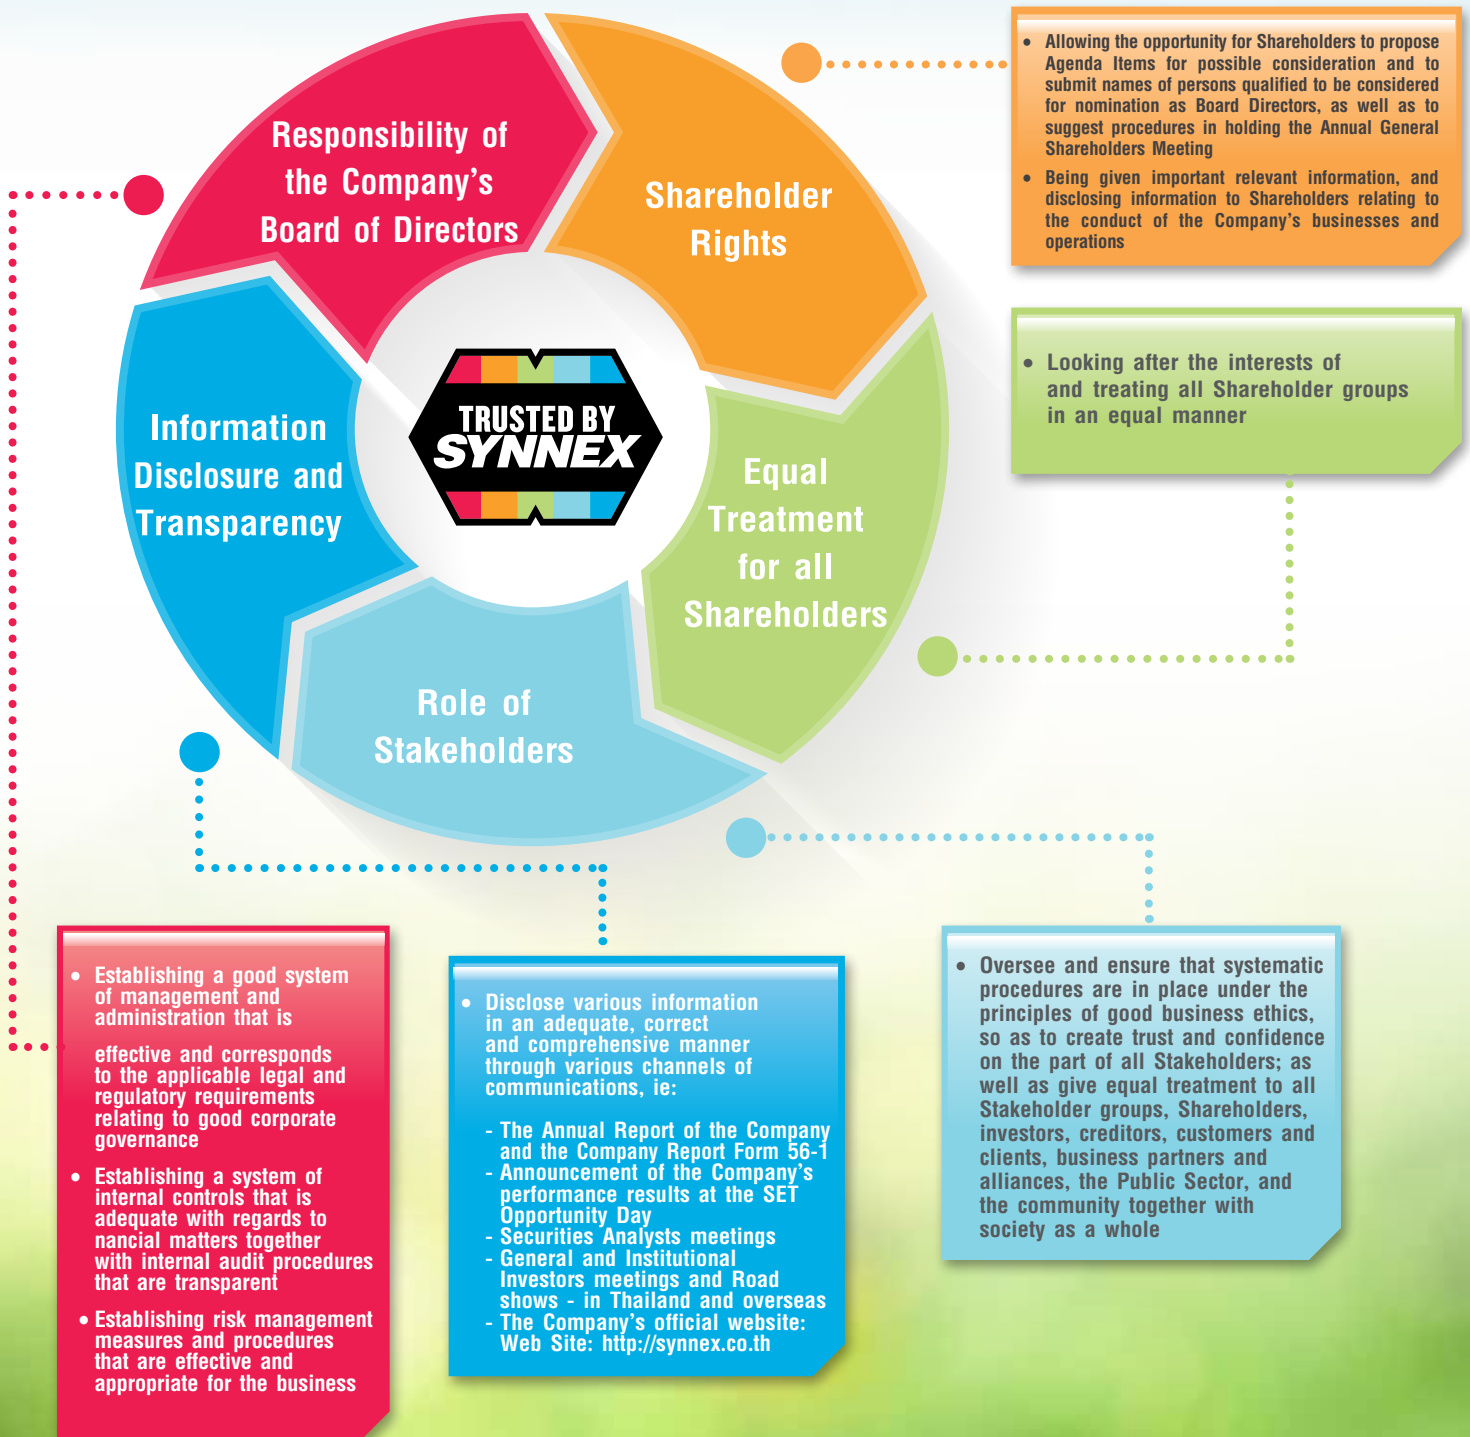 Responsibility of
the Company's
Board of Directors
Shareholder
Rights
Equal
Treatment
for all
Shareholders
Role of
Stakeholders
Information
Disclosure and
Transparency
TRUSTED BY
SYNNEX
• Allowing the opportunity for Shareholders to propose
Agenda Items for possible consideration and to
submit names of persons qualified to be considered
for nomination as Board Directors, as well as to
suggest procedures in holding the Annual General
Shareholders Meeting
• Being given important relevant information, and
disclosing information to Shareholders relating to
the conduct of the Company's businesses and
operations
• Looking after the interests of
and treating all Shareholder groups
in an equal manner
• Establishing a good system
of management and
administration that is
effective and corresponds
to the applicable legal and
regulatory requirements
relating to good corporate
governance
• Establishing a system of
internal controls that is
adequate with regards to
nancial matters together
with internal audit procedures
that are transparent
• Establishing risk management
measures and procedures
that are effective and
appropriate for the business
• Disclose various information
in an adequate, correct
and comprehensive manner
through various channels of
communications, ie:
- The Annual Report of the Company
and the Company Report Form 56-1
- Announcement of the Company's
performance results at the SET
Opportunity Day
- Securities Analysts meetings
- General and Institutional
Investors meetings and Road
shows - in Thailand and overseas
- The Company's official website:
Web Site: http://synnex.co.th
• Oversee and ensure that systematic
procedures are in place under the
principles of good business ethics,
so as to create trust and confidence
on the part of all Stakeholders; as
well as give equal treatment to all
Stakeholder groups, Shareholders,
investors, creditors, customers and
clients, business partners and
alliances, the Public Sector, and
the community together with
society as a whole